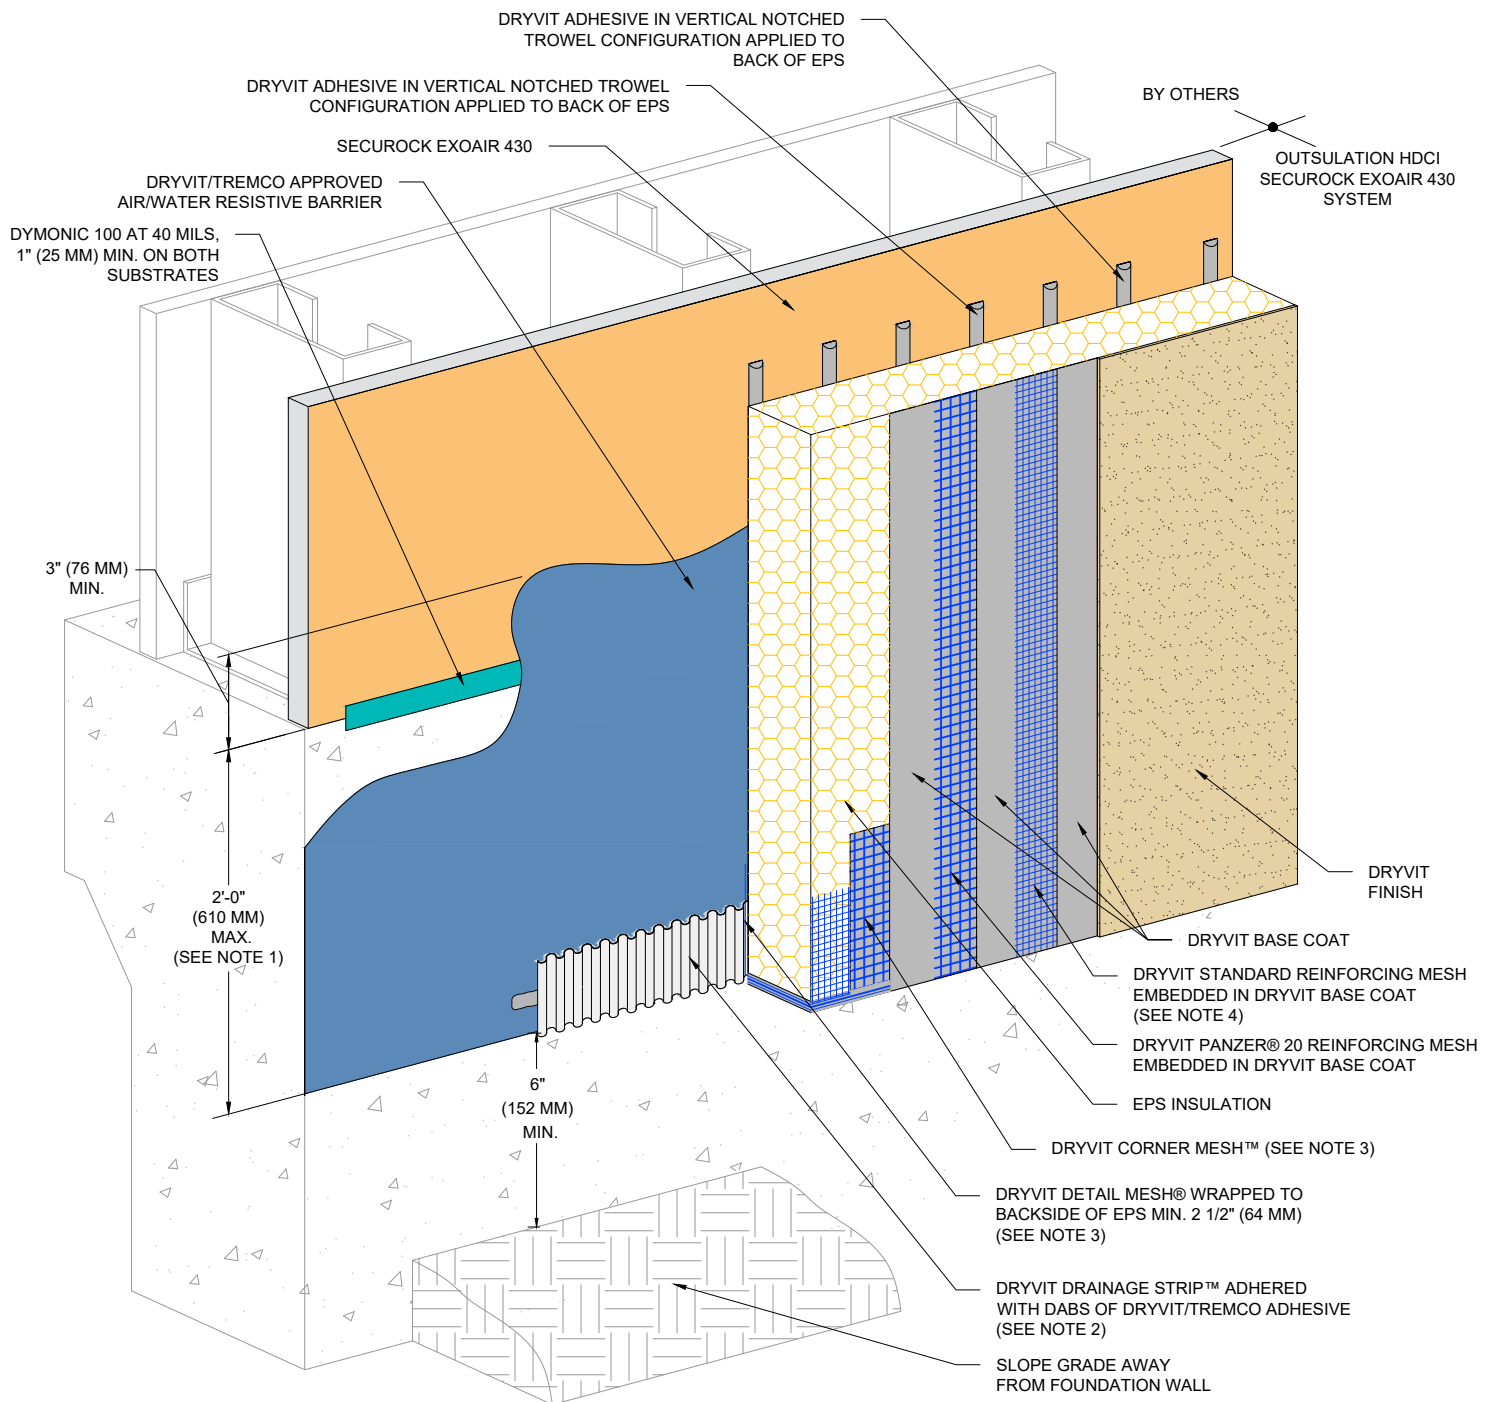 DRYVIT ADHESIVE IN VERTICAL NOTCHED
TROWEL CONFIGURATION APPLIED TO
BACK OF EPS
DRYVIT ADHESIVE IN VERTICAL NOTCHED TROWEL
CONFIGURATION APPLIED TO BACK OF EPS
BY OTHERS
SECUROCK EXOAIR 430
OUTSULATION HDCI
SECUROCK EXOAIR 430
SYSTEM
DRYVIT/TREMCO APPROVED
AIR/WATER RESISTIVE BARRIER
DYMONIC 100 AT 40 MILS,
1" (25 MM) MIN. ON BOTH
SUBSTRATES
3" (76 MM)
MIN.
2'-0"
(610 MM)
MAX.
(SEE NOTE 1)
6"
(152 MM)
MIN.
DRYVIT
FINISH
DRYVIT BASE COAT
DRYVIT STANDARD REINFORCING MESH
EMBEDDED IN DRYVIT BASE COAT
(SEE NOTE 4)
DRYVIT PANZER® 20 REINFORCING MESH
EMBEDDED IN DRYVIT BASE COAT
EPS INSULATION
DRYVIT CORNER MESH™ (SEE NOTE 3)
DRYVIT DETAIL MESH® WRAPPED TO
BACKSIDE OF EPS MIN. 2 1/2" (64 MM)
(SEE NOTE 3)
DRYVIT DRAINAGE STRIP™ ADHERED
WITH DABS OF DRYVIT/TREMCO ADHESIVE
(SEE NOTE 2)
SLOPE GRADE AWAY
FROM FOUNDATION WALL